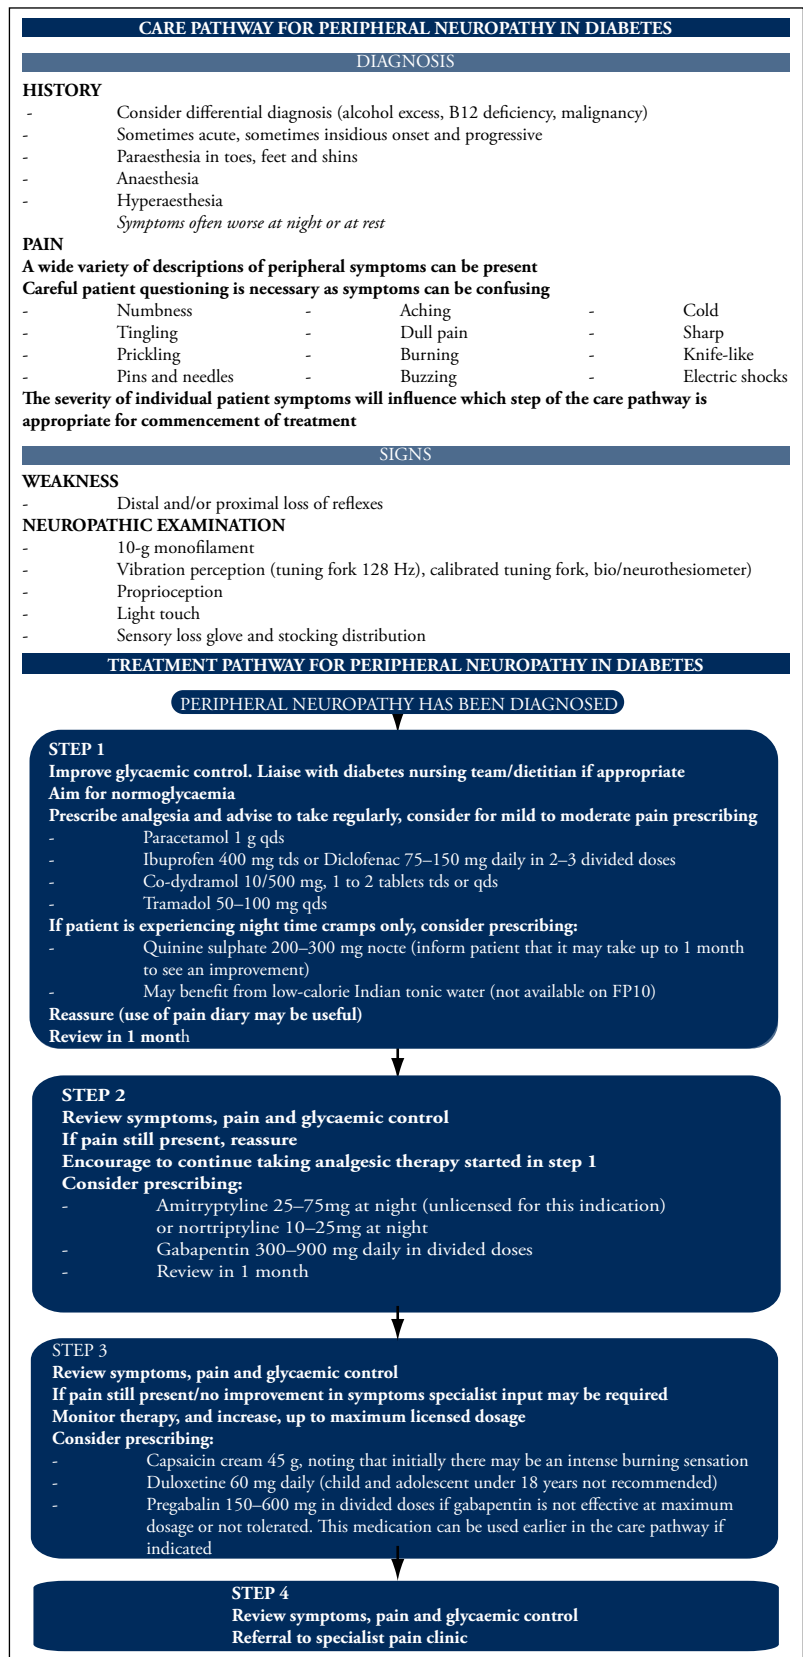 CARE PATHWAY FOR PERIPHERAL NEUROPATHY IN DIABETES
DIAGNOSIS
HISTORY
- Consider differential diagnosis (alcohol excess, B12 deficiency, malignancy)
- Sometimes acute, sometimes insidious onset and progressive
- Paraesthesia in toes, feet and shins
- Anaesthesia
- Hyperaesthesia
Symptoms often worse at night or at rest
PAIN
A wide variety of descriptions of peripheral symptoms can be present
Careful patient questioning is necessary as symptoms can be confusing
- Numbness - Aching - Cold
- Tingling - Dull pain - Sharp
- Prickling - Burning - Knife-like
- Pins and needles - Buzzing - Electric shocks
The severity of individual patient symptoms will influence which step of the care pathway is
appropriate for commencement of treatment
SIGNS
WEAKNESS
- Distal and/or proximal loss of reflexes
NEUROPATHIC EXAMINATION
- 10-g monofilament
- Vibration perception (tuning fork 128 Hz), calibrated tuning fork, bio/neurothesiometer)
- Proprioception
- Light touch
- Sensory loss glove and stocking distribution
TREATMENT PATHWAY FOR PERIPHERAL NEUROPATHY IN DIABETES
PERIPHERAL NEUROPATHY HAS BEEN DIAGNOSED
STEP 1
Improve glycaemic control. Liaise with diabetes nursing team/dietitian if appropriate
Aim for normoglycaemia
Prescribe analgesia and advise to take regularly, consider for mild to moderate pain prescribing
- Paracetamol 1 g qds
- Ibuprofen 400 mg tds or Diclofenac 75–150 mg daily in 2–3 divided doses
- Co-dydramol 10/500 mg, 1 to 2 tablets tds or qds
- Tramadol 50–100 mg qds
If patient is experiencing night time cramps only, consider prescribing:
- Quinine sulphate 200–300 mg nocte (inform patient that it may take up to 1 month
to see an improvement)
- May benefit from low-calorie Indian tonic water (not available on FP10)
Reassure (use of pain diary may be useful)
Review in 1 month
STEP 2
Review symptoms, pain and glycaemic control
If pain still present, reassure
Encourage to continue taking analgesic therapy started in step 1
Consider prescribing:
- Amitryptyline 25–75mg at night (unlicensed for this indication)
or nortriptyline 10–25mg at night
- Gabapentin 300–900 mg daily in divided doses
- Review in 1 month
STEP 3
Review symptoms, pain and glycaemic control
If pain still present/no improvement in symptoms specialist input may be required
Monitor therapy, and increase, up to maximum licensed dosage
Consider prescribing:
- Capsaicin cream 45 g, noting that initially there may be an intense burning sensation
- Duloxetine 60 mg daily (child and adolescent under 18 years not recommended)
- Pregabalin 150–600 mg in divided doses if gabapentin is not effective at maximum
dosage or not tolerated. This medication can be used earlier in the care pathway if
indicated
STEP 4
Review symptoms, pain and glycaemic control
Referral to specialist pain clinic